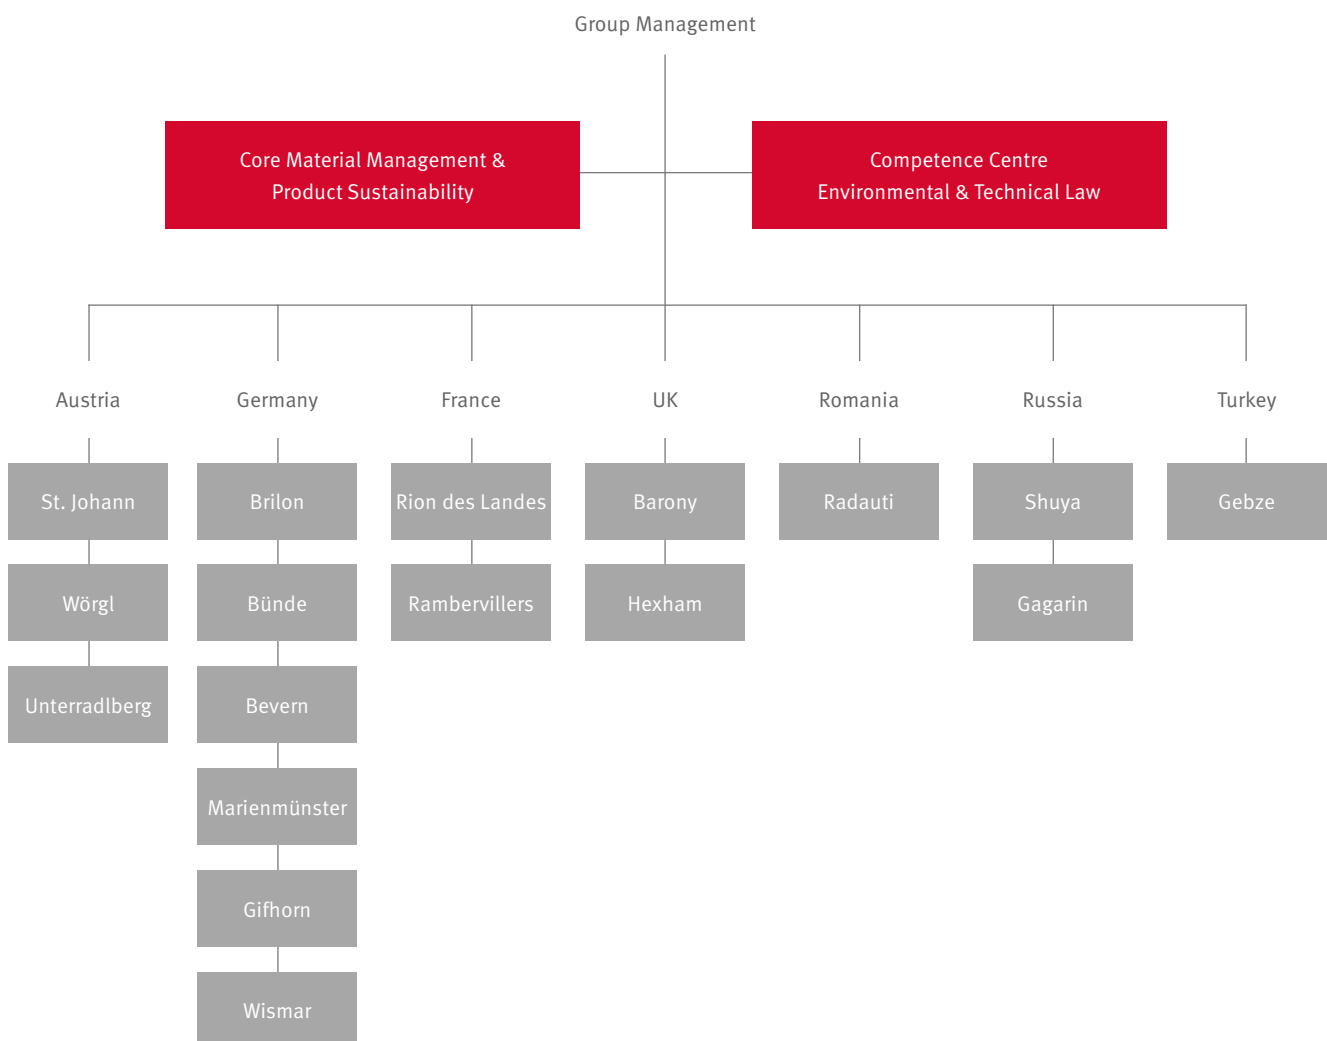 Group Management
Core Material Management &
Product Sustainability
Competence Centre
Environmental & Technical Law
Austria
Germany
France
UK
Romania
Russia
Turkey
St. Johann
Brilon
Rion des Landes
Barony
Radauti
Shuya
Gebze
Wörgl
Bünde
Rambervillers
Hexham
Gagarin
Unterradlberg
Bevern
Marienmünster
Gifhorn
Wismar